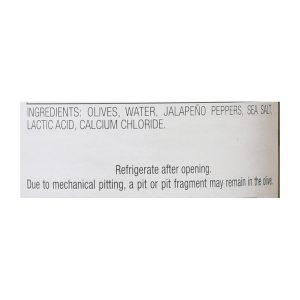 INGREDIENTS: OLIVES, WATER, JALAPEÑO PEPPERS, SEA SALT,
LACTIC ACID, CALCIUM CHLORIDE.
Refrigerate after opening.
Due to mechanical pitting, a pit or pit fragment may remain in the olive.